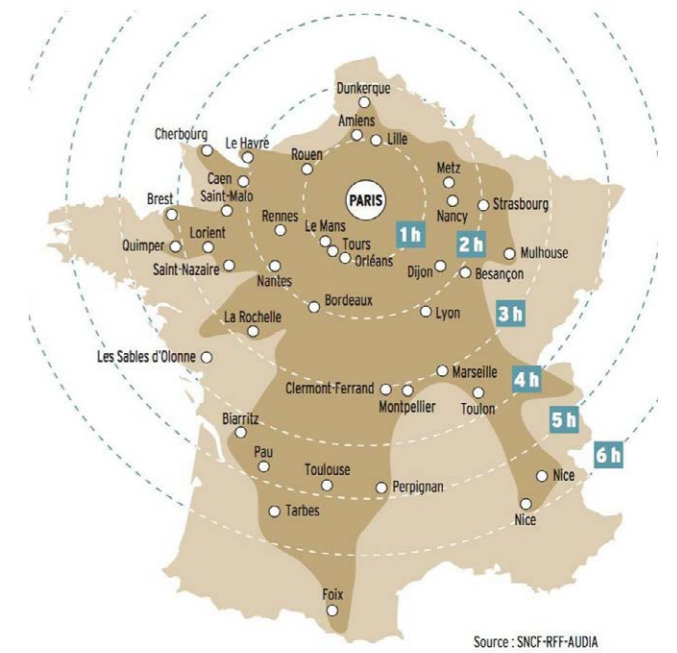 Dunkerque
Amiens
Lille
Cherbourg
Le Havre
Rouen
Metz
Caen
Saint-Malo
PARIS
Brest
Nancy
Strasbourg
Rennes
Le Mans
1 h
Quimper
Lorient
Tours
2 h
Orléans
Mulhouse
Saint-Nazaire
Nantes
Dijon
Besançon
Bordeaux
La Rochelle
Lyon
3 h
Les Sables d'Olonne
Marseille
4 h
Clermont-Ferrand
Montpellier
Toulon
Biarritz
5 h
Pau
6 h
Toulouse
Nice
Perpignan
Tarbes
Nice
Foix
Source : SNCF-RFF-AUDIA